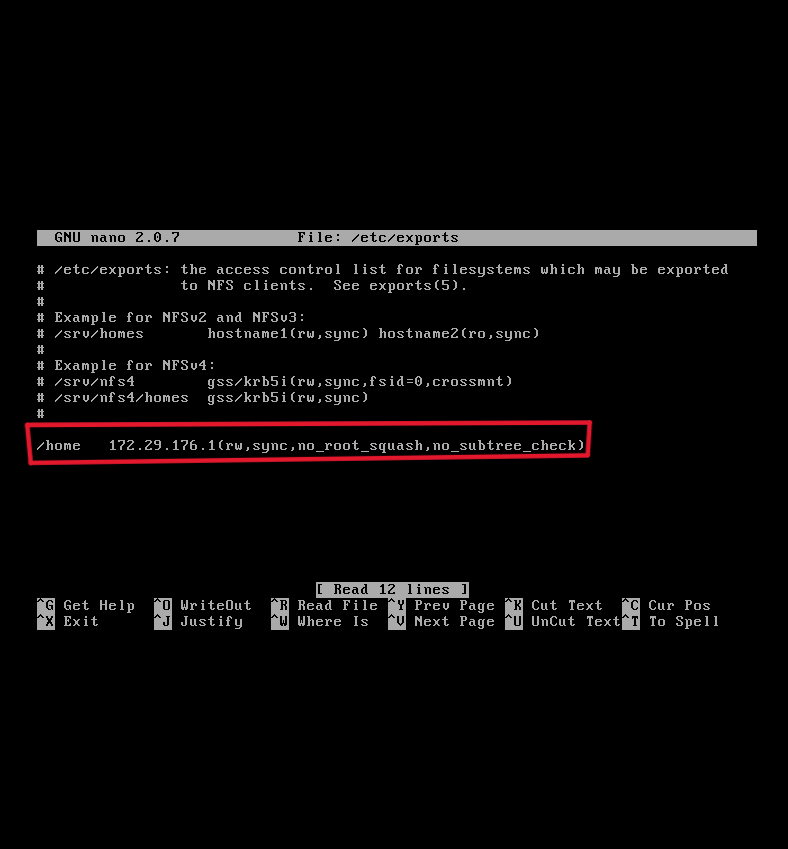 GNU nano 2.0.7 File: /etc/exports
# /etc/exports: the access control list for filesystems which may be exported
# to NFS clients. See exports(5).
#
# Example for NFSv2 and NFSv3:
# /srv/homes hostname1(rw,sync) hostname2(ro,sync)
#
# Example for NFSv4:
# /srv/nfs4 gss/krb5i(rw,sync,fsid=0,crossmnt)
# /srv/nfs4/homes gss/krb5i(rw,sync)
#
/home 172.29.176.1(rw,sync,no_root_squash,no_subtree_check)
[ Read 12 lines ]
^G Get Help ^O WriteOut ^R Read File ^Y Prev Page ^K Cut Text ^C Cur Pos
^X Exit ^J Justify ^W Where Is ^V Next Page ^U UnCut Text ^T To Spell